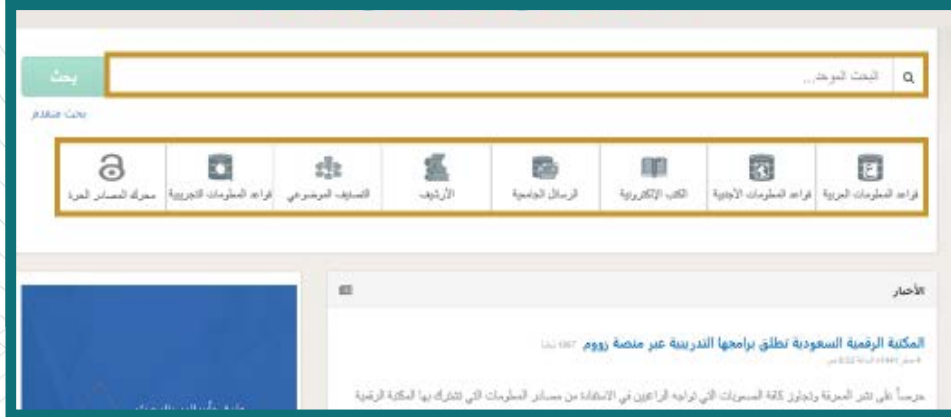 البحث الموحد...
بحث
بحث متقدم
قواعد المعلومات العربية
قواعد المعلومات الأجنبية
الكتب الإلكترونية
الرسائل الجامعية
الأرشيف
التصنيف الموضوعي
قواعد المعلومات التجريبية
محرك المصادر الحرة
الأخبار
المكتبة الرقمية السعودية تطلق برامجها التدريبية عبر منصة زووم
حرصاً على نشر المعرفة وتجاوز كافة الصعوبات التي تواجه الراغبين في الاستفادة من مصادر المعلومات التي تشترك بها المكتبة الرقمية